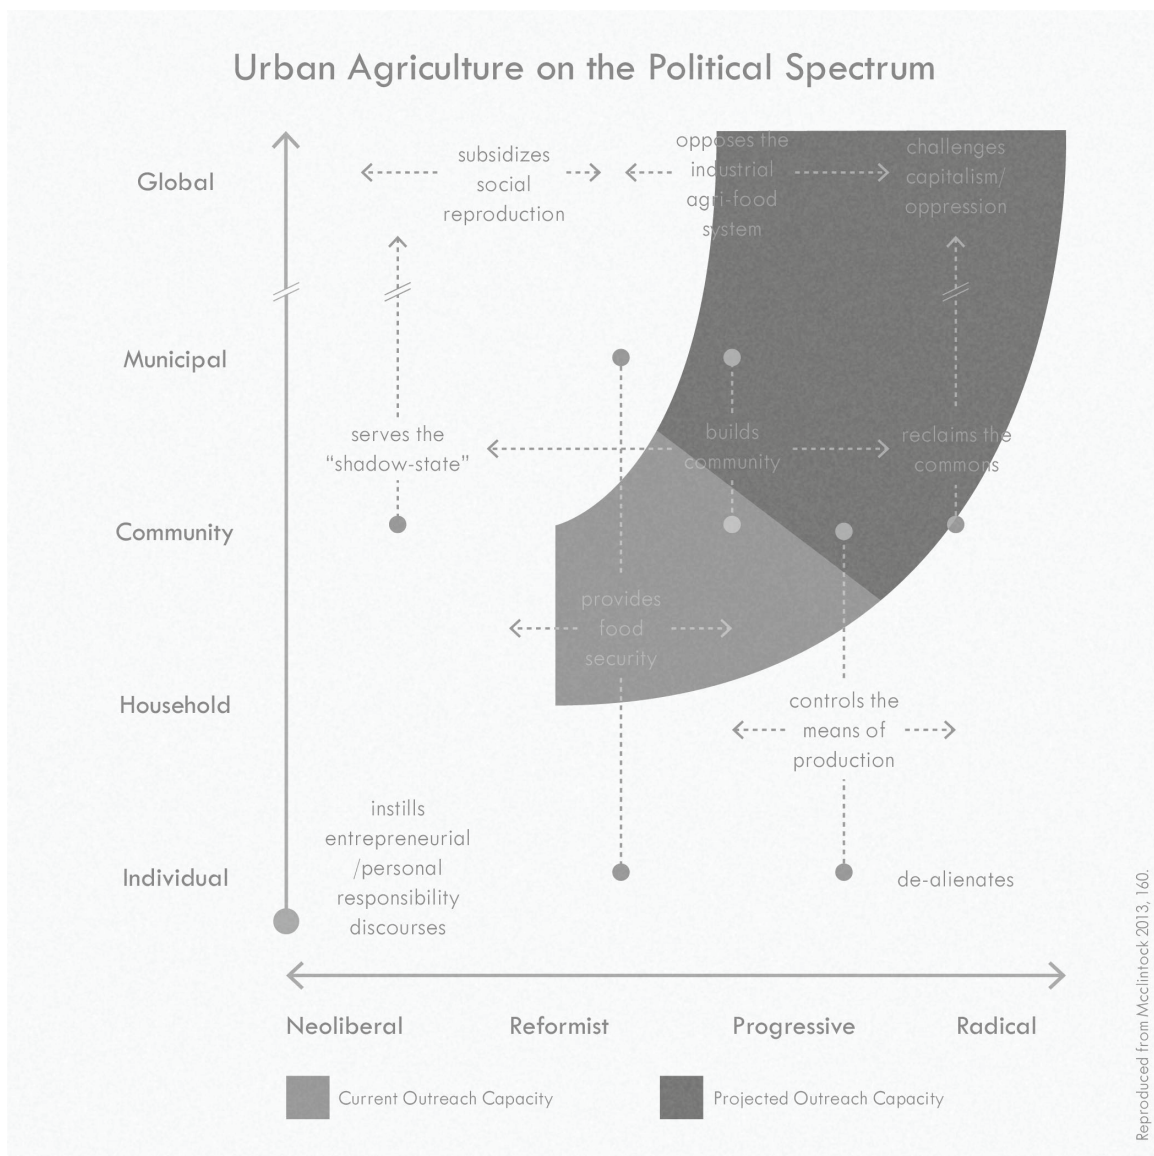 Urban Agriculture on the Political Spectrum
Global
subsidizes
social
reproduction
opposes the
industrial
agri-food
system
challenges
capitalism/
oppression
Municipal
serves the
“shadow-state”
builds
community
reclaims the
commons
Community
provides
food
security
Household
controls the
means of
production
instills
entrepreneurial
/personal
responsibility
discourses
Individual
de-alienates
Neoliberal
Reformist
Progressive
Radical
Current Outreach Capacity
Projected Outreach Capacity
Reproduced from Mcclintock 2013, 160.